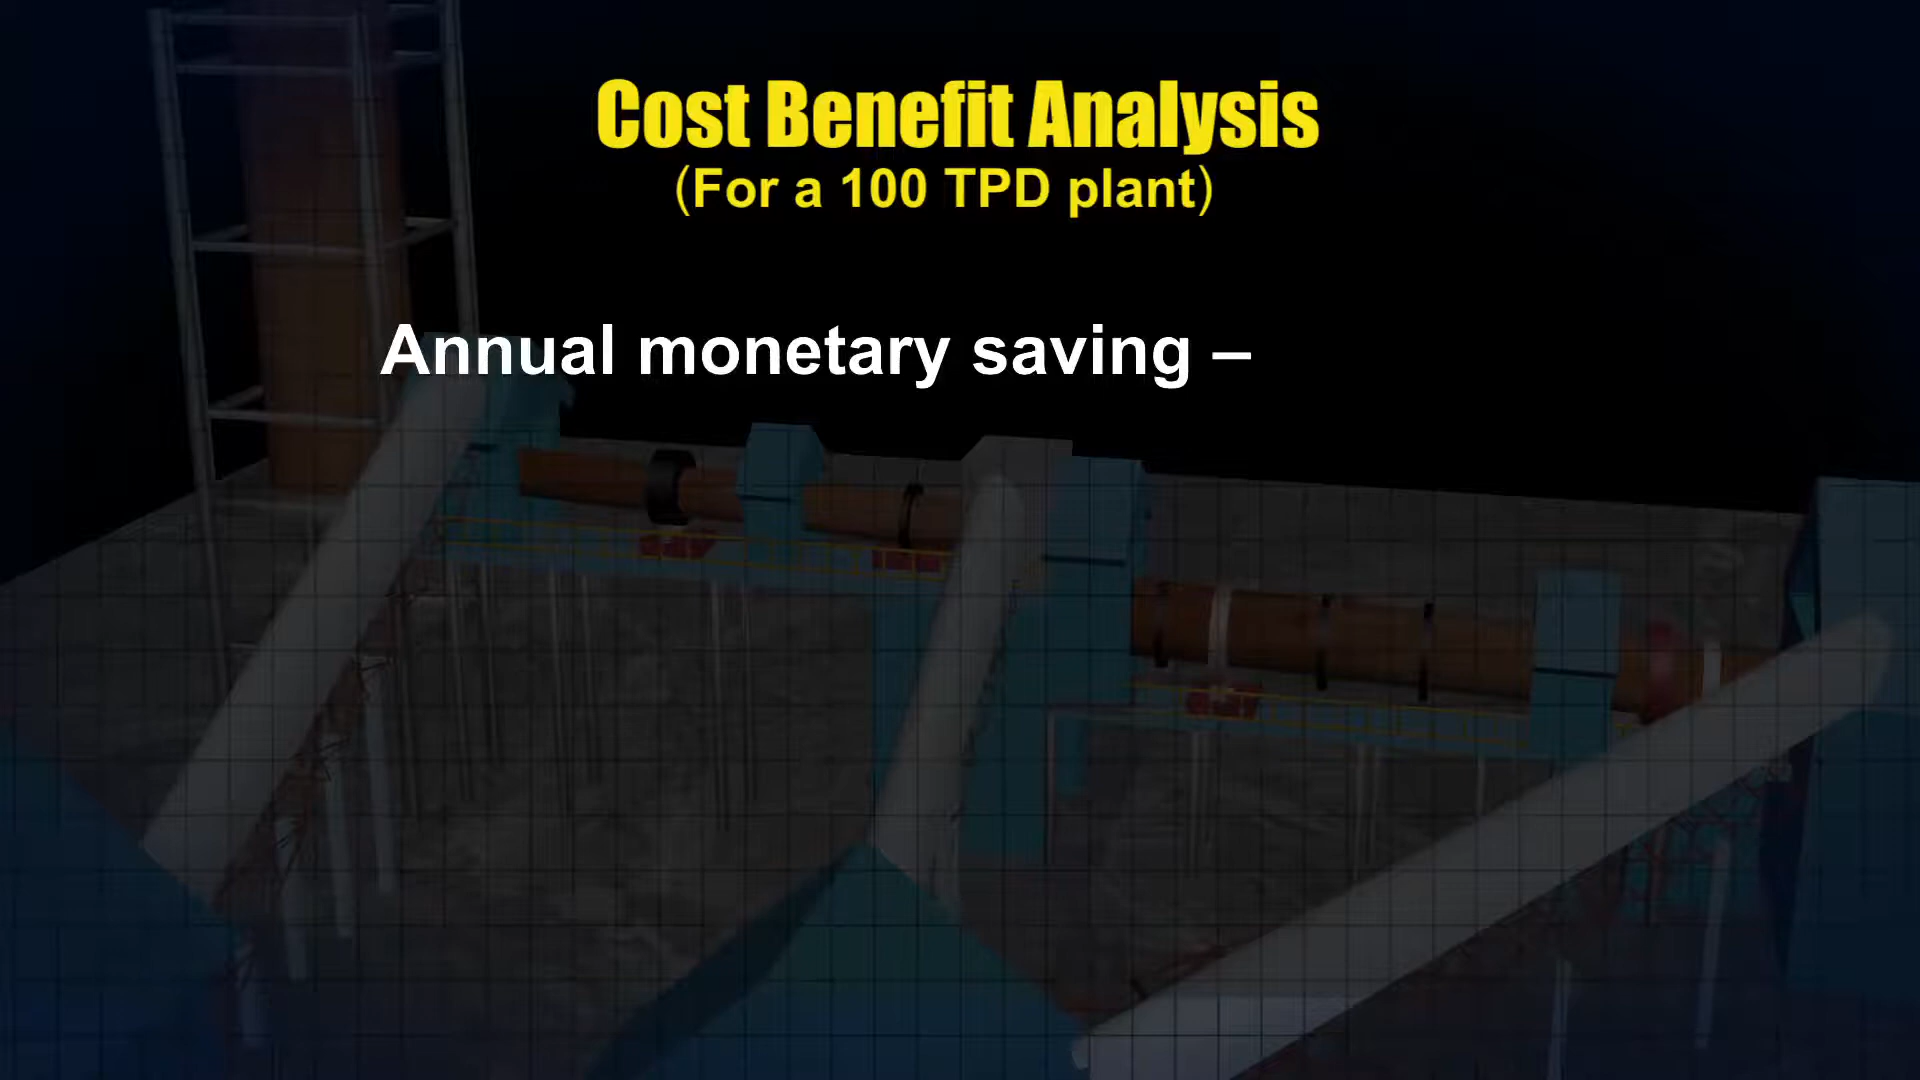 Cost Benefit Analysis
(For a 100 TPD plant)
Annual monetary saving –